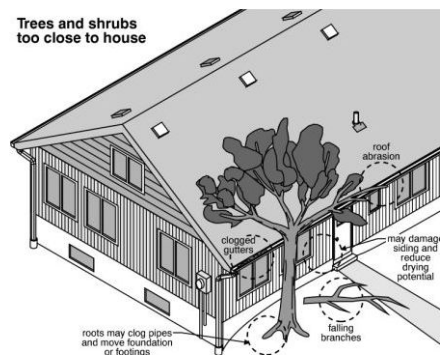 Trees and shrubs
too close to house
roof
abrasion
clogged
gutters
may damage
siding and
reduce
drying
potential
falling
branches
roots may clog pipes
and move foundation
or footings